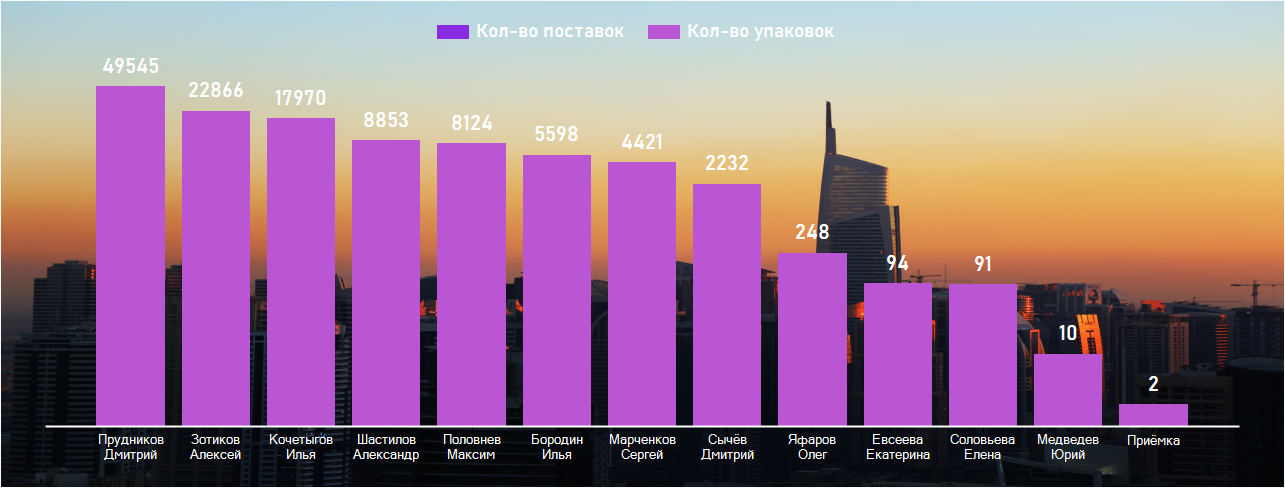 Кол-во поставок Кол-во упаковок
49545
22866
17970
8853
8124
5598
4421
2232
248
94
91
10
2
Прудников
Дмитрий
Зотиков
Алексей
Кочетыгов
Илья
Шастилов
Александр
Половнев
Максим
Бородин
Илья
Марченков
Сергей
Сычёв
Дмитрий
Яфаров
Олег
Евсеева
Екатерина
Соловьева
Елена
Медведев
Юрий
Приёмка